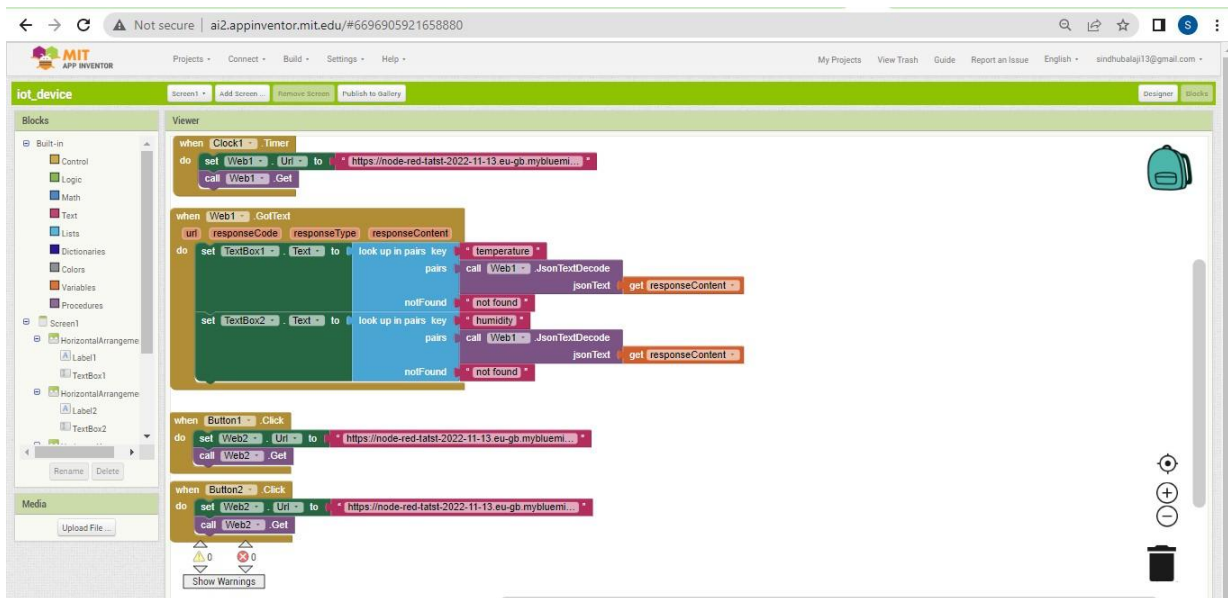 Not secure | ai2.appinventor.mit.edu/#6696905921658880
S
MIT
APP INVENTOR
Projects Connect Build Settings Help
My Projects View Trash Guide Report an Issue English sindhubalaji13@gmail.com
iot_device
Screen1 Add Screen ... Remove Screen Publish to Gallery
Designer Blocks
Blocks
Viewer
Built-in
Control
Logic
Math
Text
Lists
Dictionaries
Colors
Variables
Procedures
Screen1
HorizontalArrangeme
Label1
TextBox1
HorizontalArrangeme
Label2
TextBox2
Rename Delete
Media
Upload File ...
when Clock1 .Timer
do set Web1 . Url to " https://node-red-tatst-2022-11-13.eu-gb.mybluemi... "
call Web1 .Get
when Web1 .GotText
url responseCode responseType responseContent
do set TextBox1 . Text to look up in pairs key " temperature "
pairs call Web1 .JsonTextDecode
jsonText get responseContent
notFound " not found "
set TextBox2 . Text to look up in pairs key " humidity "
pairs call Web1 .JsonTextDecode
jsonText get responseContent
notFound " not found "
when Button1 .Click
do set Web2 . Url to " https://node-red-tatst-2022-11-13.eu-gb.mybluemi... "
call Web2 .Get
when Button2 .Click
do set Web2 . Url to " https://node-red-tatst-2022-11-13.eu-gb.mybluemi... "
call Web2 .Get
0 0
Show Warnings